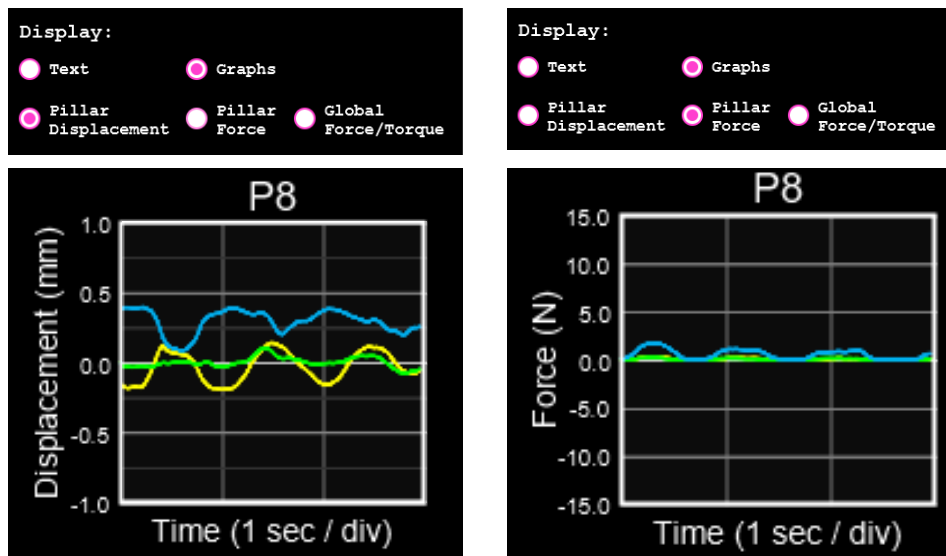 Display:
Text
Graphs
Pillar
Displacement
Pillar
Force
Global
Force/Torque
P8
1.0
0.5
0.0
-0.5
-1.0
Displacement (mm)
Time (1 sec / div)
Display:
Text
Graphs
Pillar
Displacement
Pillar
Force
Global
Force/Torque
P8
15.0
10.0
5.0
0.0
-5.0
-10.0
-15.0
Force (N)
Time (1 sec / div)